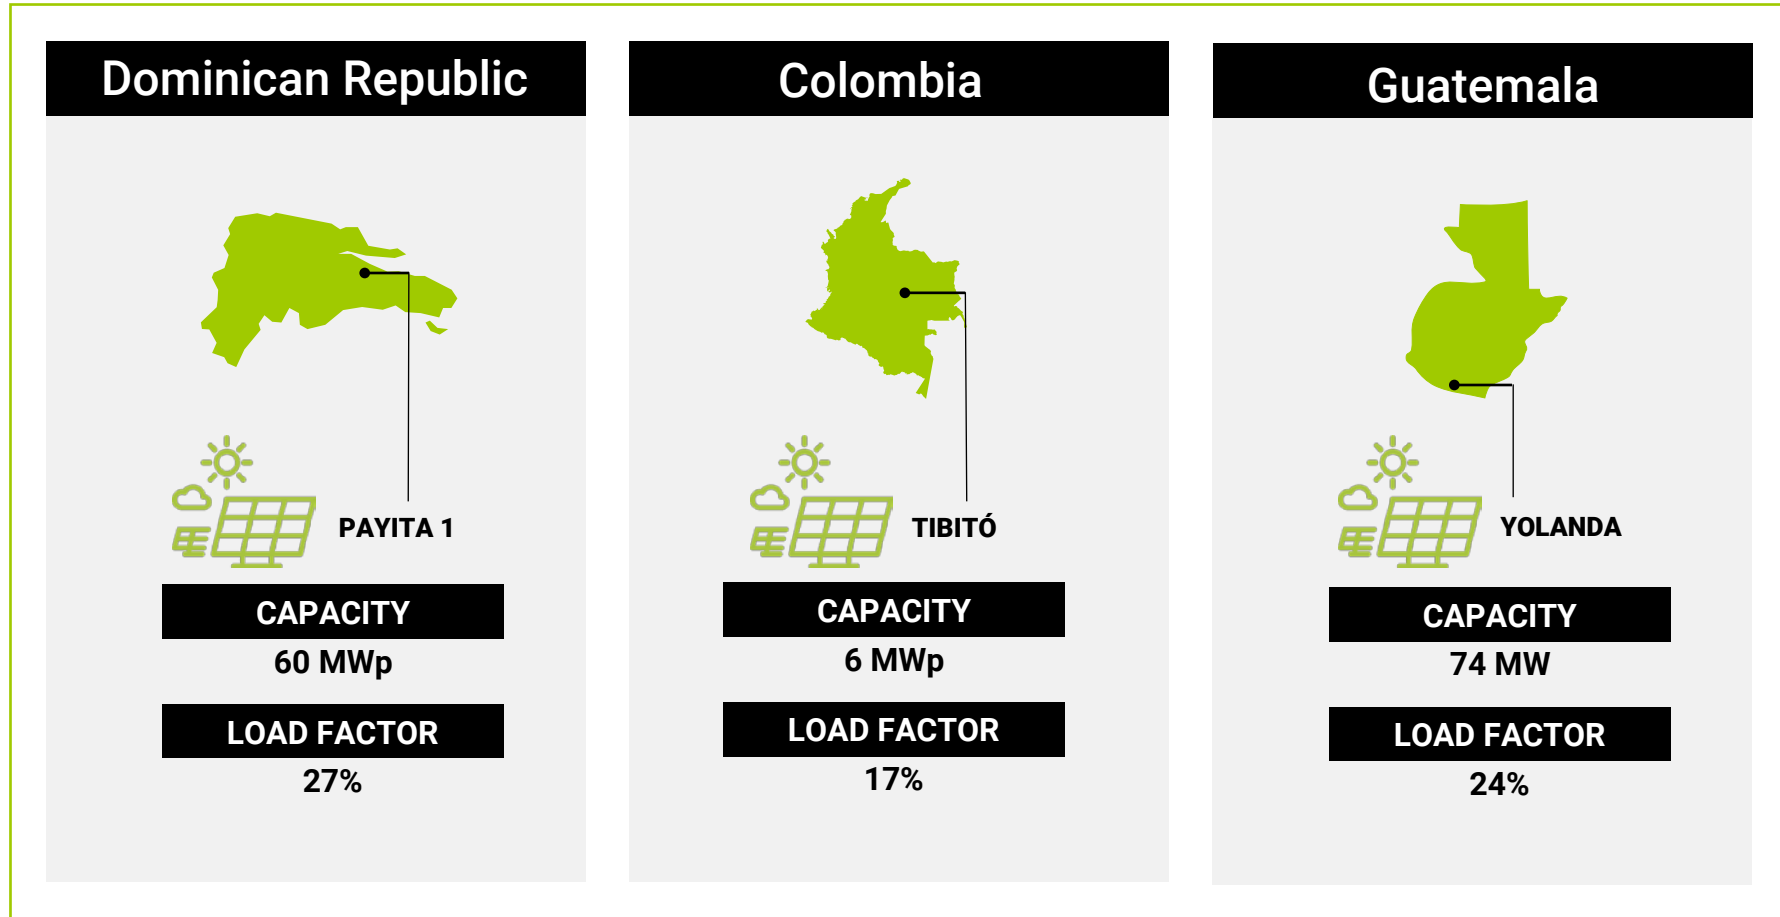 Dominican Republic
PAYITA 1
CAPACITY
60 MWp
LOAD FACTOR
27%
Colombia
TIBITÓ
CAPACITY
6 MWp
LOAD FACTOR
17%
Guatemala
YOLANDA
CAPACITY
74 MW
LOAD FACTOR
24%